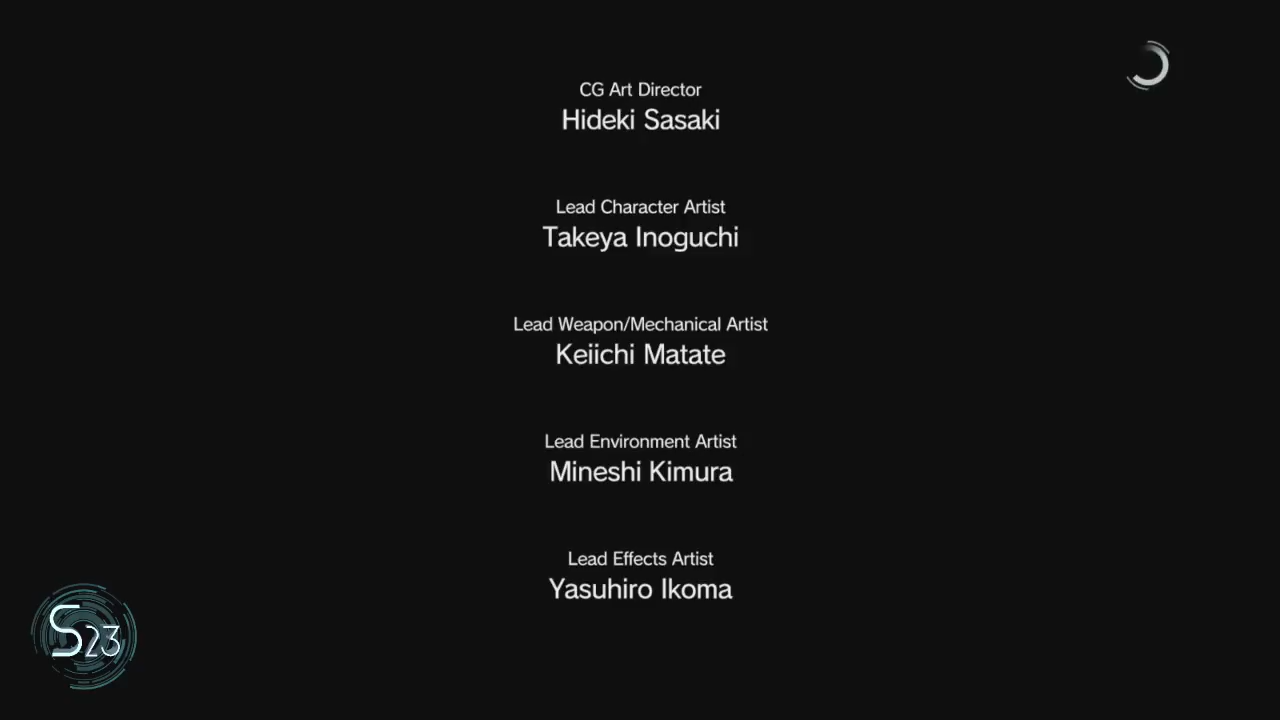 CG Art Director
Hideki Sasaki
Lead Character Artist
Takeya Inoguchi
Lead Weapon/Mechanical Artist
Keiichi Matate
Lead Environment Artist
Mineshi Kimura
Lead Effects Artist
Yasuhiro Ikoma
S23